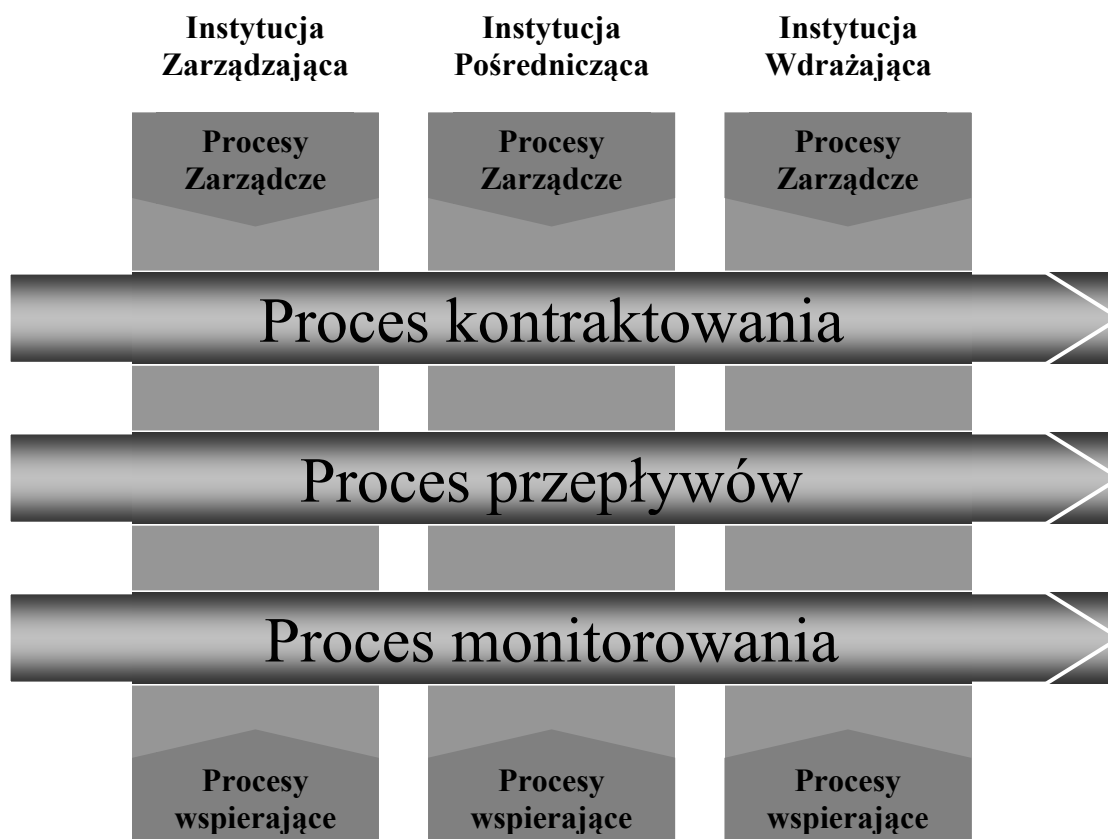 Instytucja
Zarządzająca
Instytucja
Pośrednicząca
Instytucja
Wdrażająca
Procesy
Zarządcze
Procesy
Zarządcze
Procesy
Zarządcze
Proces kontraktowania
Proces przepływów
Proces monitorowania
Procesy
wspierające
Procesy
wspierające
Procesy
wspierające